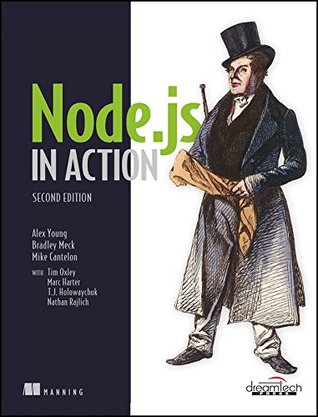 Node.js
IN ACTION
SECOND EDITION
Alex Young
Bradley Meck
Mike Cantelon
WITH Tim Oxley
Marc Harter
T.J. Holowaychuk
Nathan Rajlich
MANNING
dreamtech
PRESS